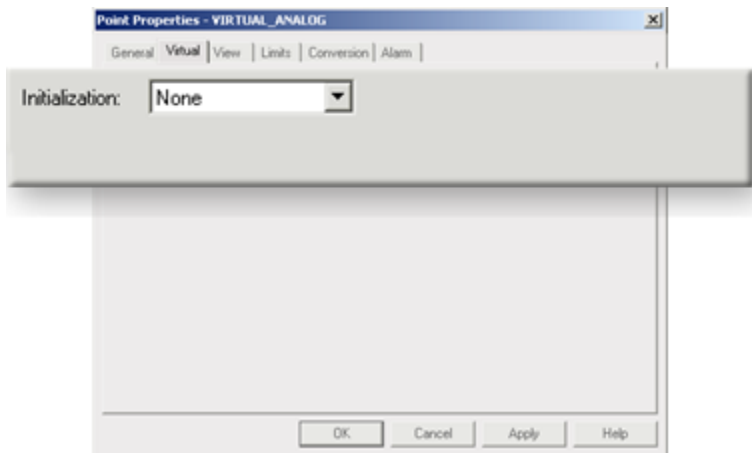 Point Properties - VIRTUAL_ANALOG
General Virtual View Limits Conversion Alarm
Initialization: None
OK Cancel Apply Help